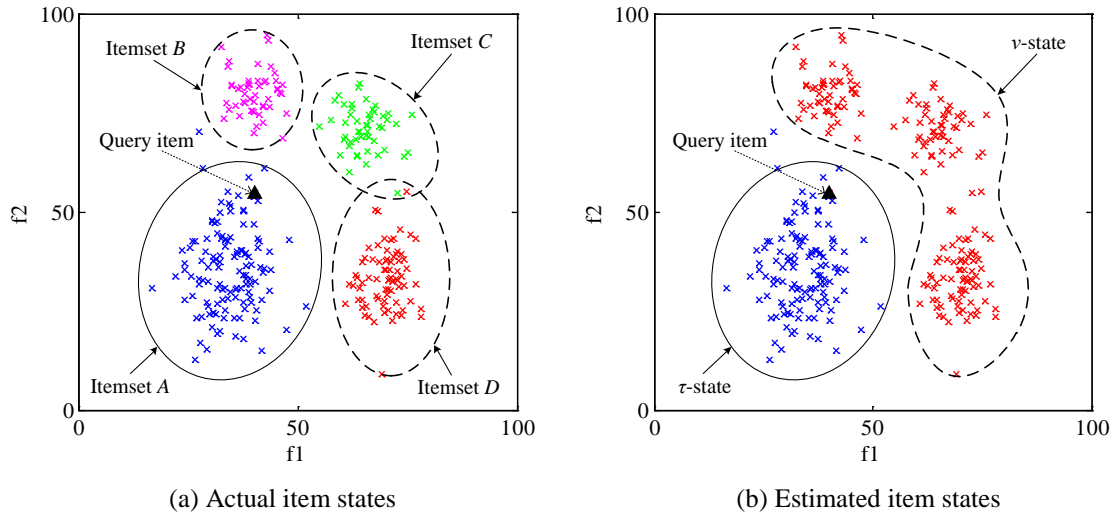 100
Itemset B
Itemset C
Query item
f2
50
Itemset A
Itemset D
0
0
50
100
f1
(a) Actual item states
100
ν-state
Query item
f2
50
τ-state
0
0
50
100
f1
(b) Estimated item states